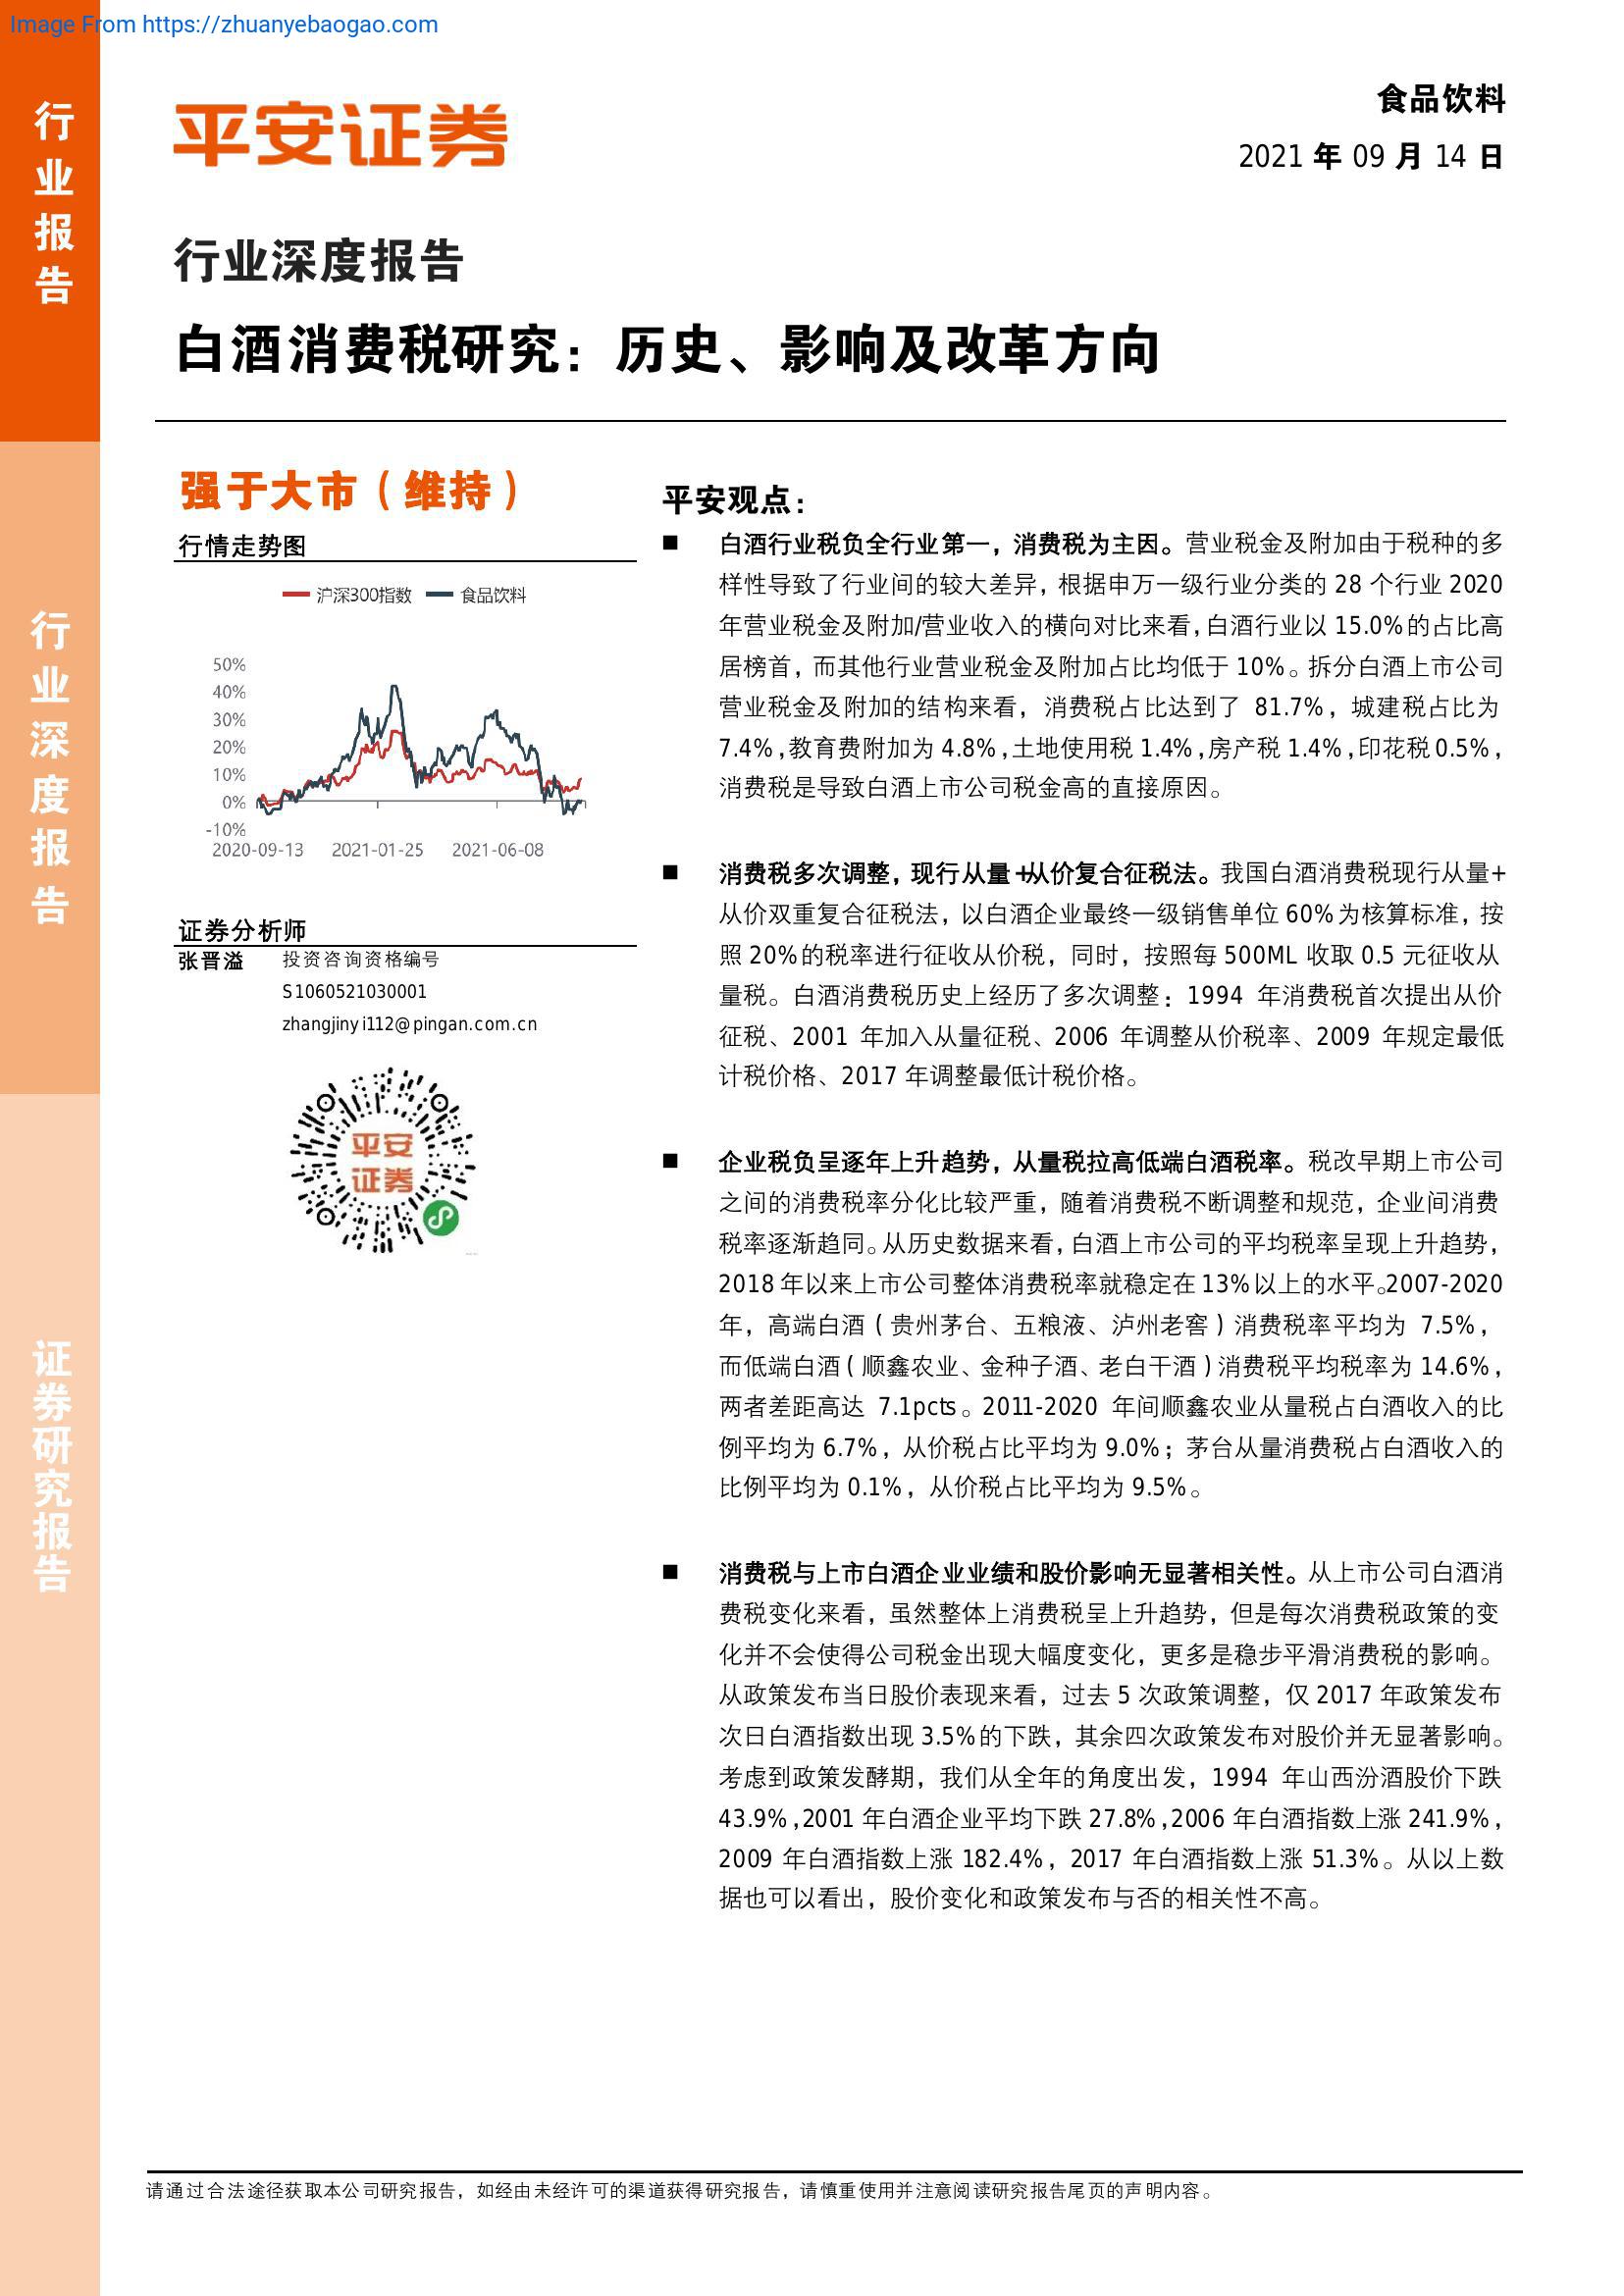 Image From https://zhuanyebaogao.com
行业报告
行业深度报告
证券研究报告
平安证券
食品饮料
2021 年 09 月 14 日
行业深度报告
白酒消费税研究：历史、影响及改革方向
强于大市（维持）
行情走势图
沪深300指数 食品饮料
50%
40%
30%
20%
10%
0%
-10%
2020-09-13 2021-01-25 2021-06-08
证券分析师
张晋溢 投资咨询资格编号
S1060521030001
zhangjinyi112@pingan.com.cn
平安
证券
平安观点：
■ 白酒行业税负全行业第一，消费税为主因。营业税金及附加由于税种的多
样性导致了行业间的较大差异，根据申万一级行业分类的 28 个行业 2020
年营业税金及附加/营业收入的横向对比来看，白酒行业以 15.0%的占比高
居榜首，而其他行业营业税金及附加占比均低于 10%。拆分白酒上市公司
营业税金及附加的结构来看，消费税占比达到了 81.7%，城建税占比为
7.4%，教育费附加为 4.8%，土地使用税 1.4%，房产税 1.4%，印花税 0.5%，
消费税是导致白酒上市公司税金高的直接原因。
■ 消费税多次调整，现行从量+从价复合征税法。我国白酒消费税现行从量+
从价双重复合征税法，以白酒企业最终一级销售单位 60%为核算标准，按
照 20%的税率进行征收从价税，同时，按照每 500ML 收取 0.5 元征收从
量税。白酒消费税历史上经历了多次调整：1994 年消费税首次提出从价
征税、2001 年加入从量征税、2006 年调整从价税率、2009 年规定最低
计税价格、2017 年调整最低计税价格。
■ 企业税负呈逐年上升趋势，从量税拉高低端白酒税率。税改早期上市公司
之间的消费税率分化比较严重，随着消费税不断调整和规范，企业间消费
税率逐渐趋同。从历史数据来看，白酒上市公司的平均税率呈现上升趋势，
2018 年以来上市公司整体消费税率就稳定在 13%以上的水平。2007-2020
年，高端白酒（贵州茅台、五粮液、泸州老窖）消费税率平均为 7.5%，
而低端白酒（顺鑫农业、金种子酒、老白干酒）消费税平均税率为 14.6%，
两者差距高达 7.1pcts。2011-2020 年间顺鑫农业从量税占白酒收入的比
例平均为 6.7%，从价税占比平均为 9.0%；茅台从量消费税占白酒收入的
比例平均为 0.1%，从价税占比平均为 9.5%。
■ 消费税与上市白酒企业业绩和股价影响无显著相关性。从上市公司白酒消
费税变化来看，虽然整体上消费税呈上升趋势，但是每次消费税政策的变
化并不会使得公司税金出现大幅度变化，更多是稳步平滑消费税的影响。
从政策发布当日股价表现来看，过去 5 次政策调整，仅 2017 年政策发布
次日白酒指数出现 3.5%的下跌，其余四次政策发布对股价并无显著影响。
考虑到政策发酵期，我们从全年的角度出发，1994 年山西汾酒股价下跌
43.9%，2001 年白酒企业平均下跌 27.8%，2006 年白酒指数上涨 241.9%，
2009 年白酒指数上涨 182.4%，2017 年白酒指数上涨 51.3%。从以上数
据也可以看出，股价变化和政策发布与否的相关性不高。
请通过合法途径获取本公司研究报告，如经由未经许可的渠道获得研究报告，请慎重使用并注意阅读研究报告尾页的声明内容。